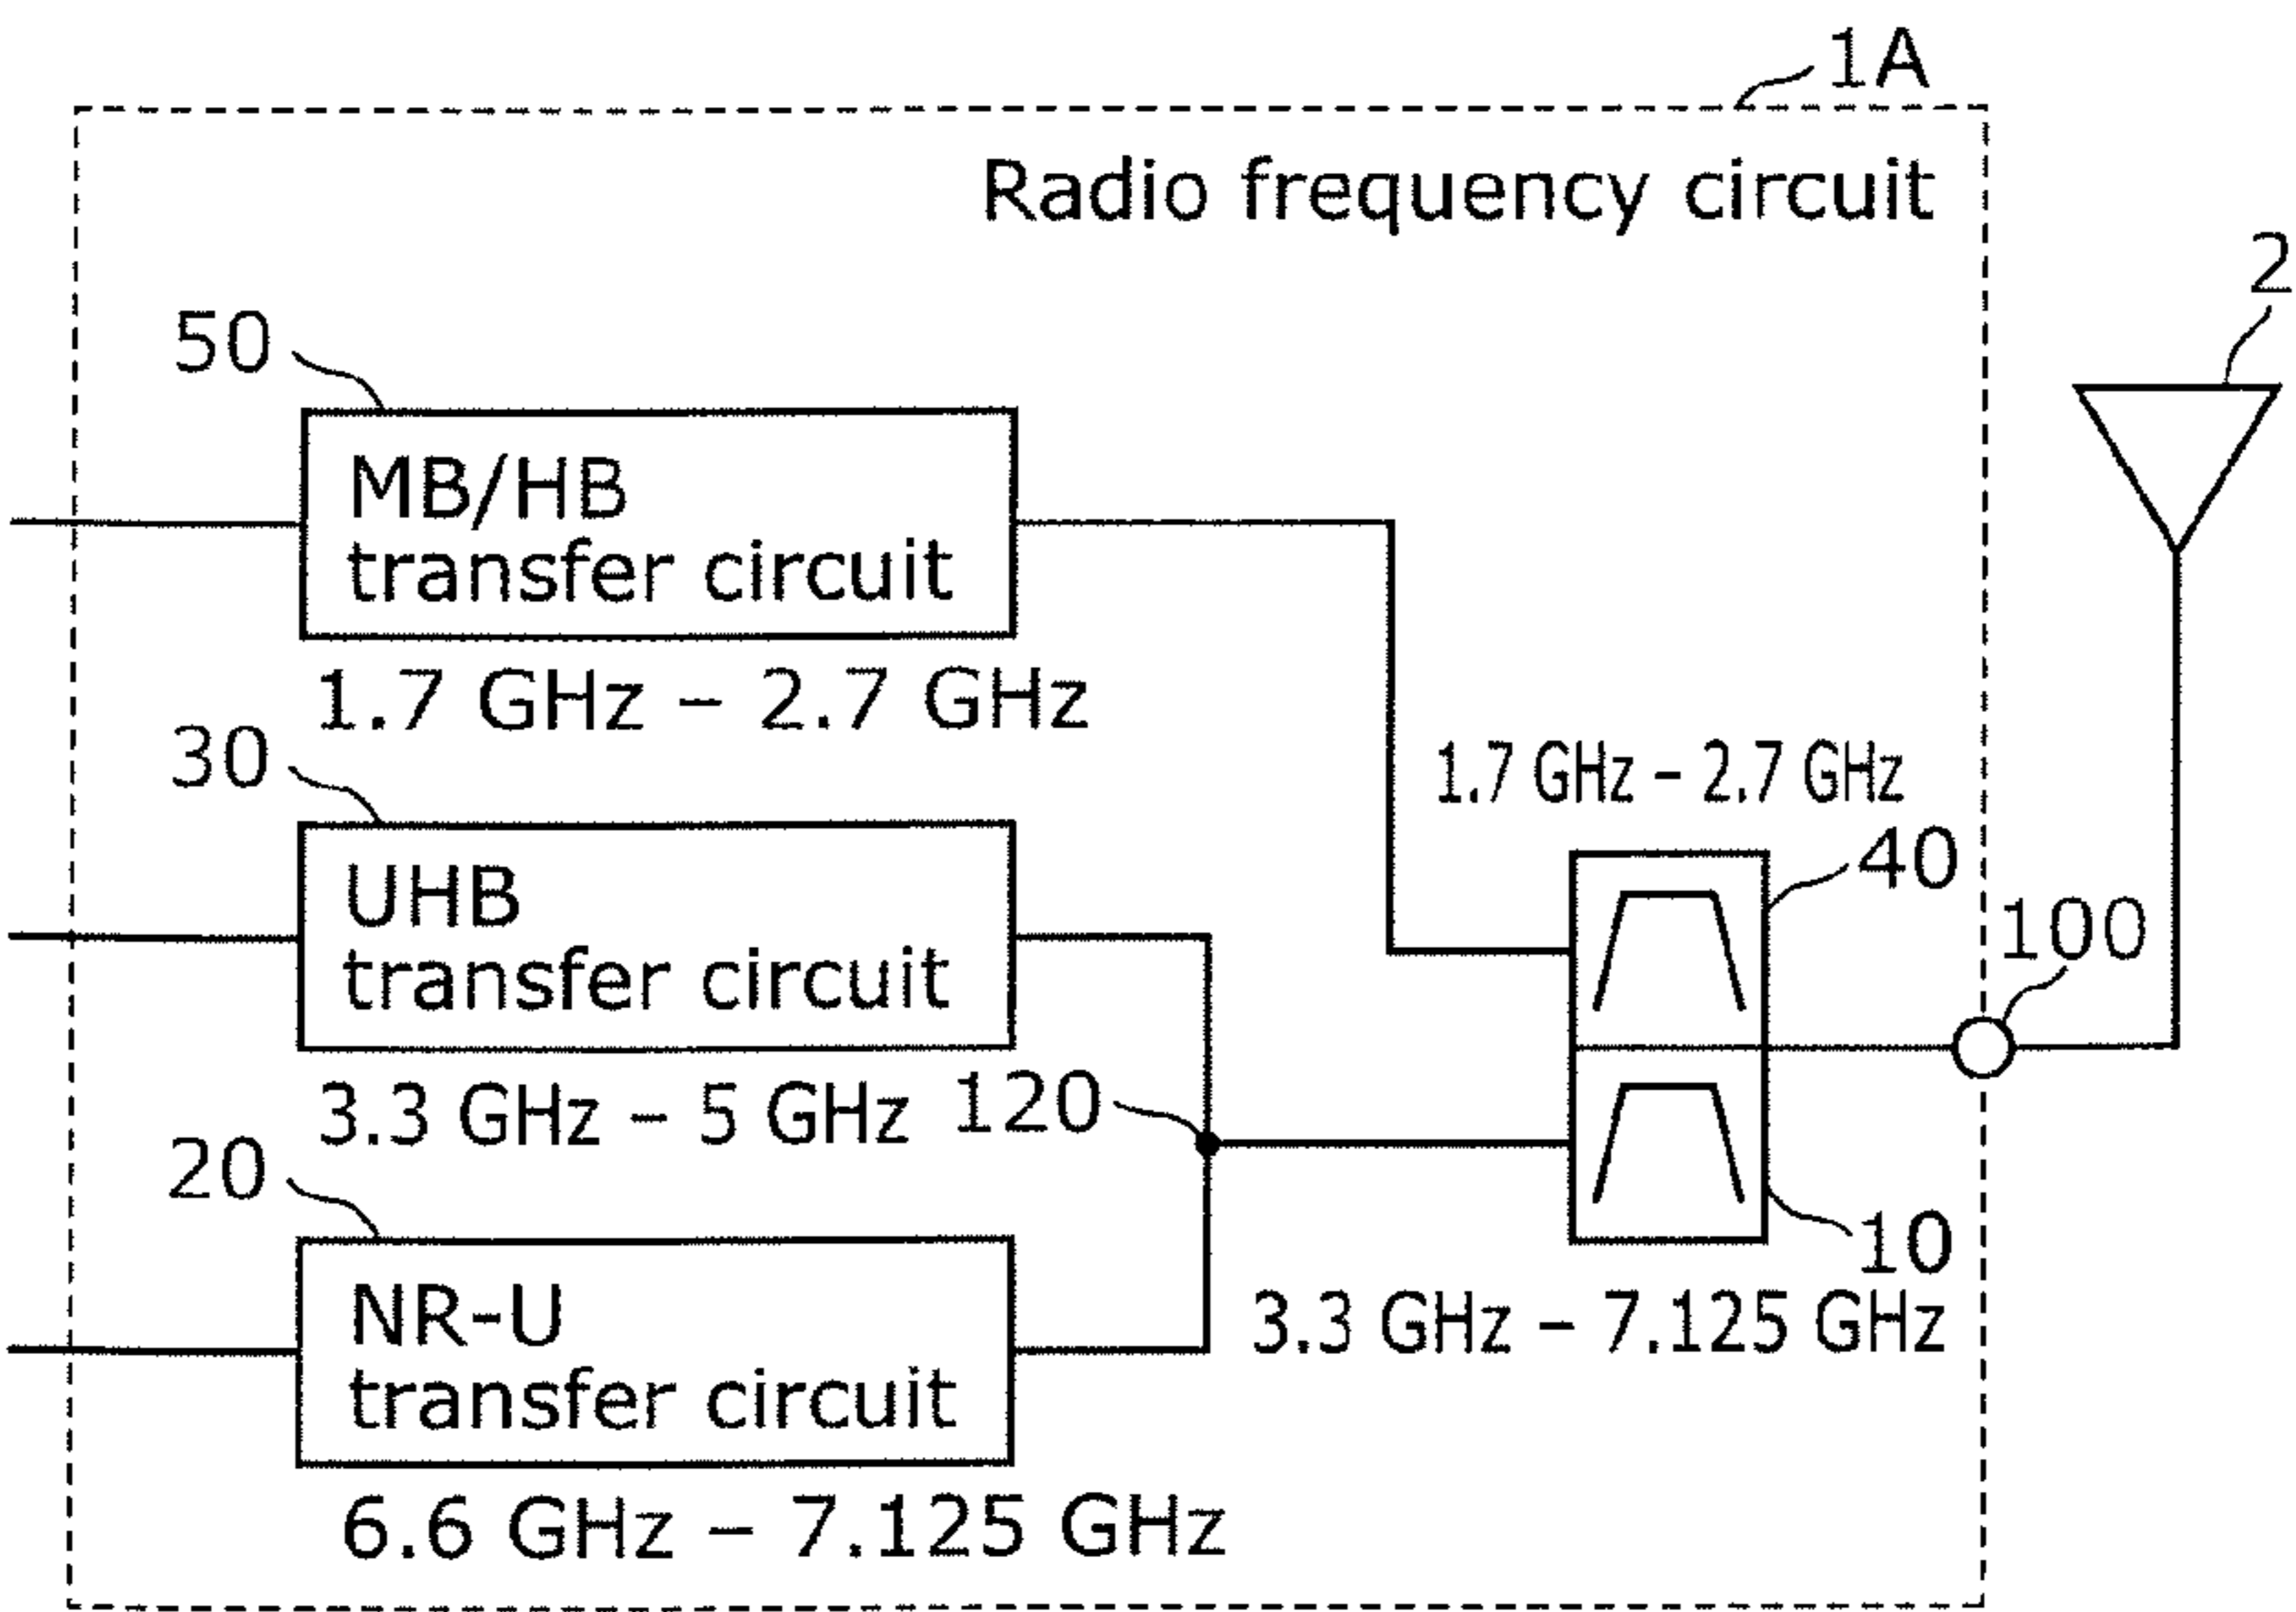 1A
Radio frequency circuit
2
50
MB/HB
transfer circuit
1.7 GHz – 2.7 GHz
30
1.7 GHz – 2.7 GHz
UHB
transfer circuit
40
100
3.3 GHz – 5 GHz
120
20
10
NR-U
transfer circuit
3.3 GHz – 7.125 GHz
6.6 GHz – 7.125 GHz